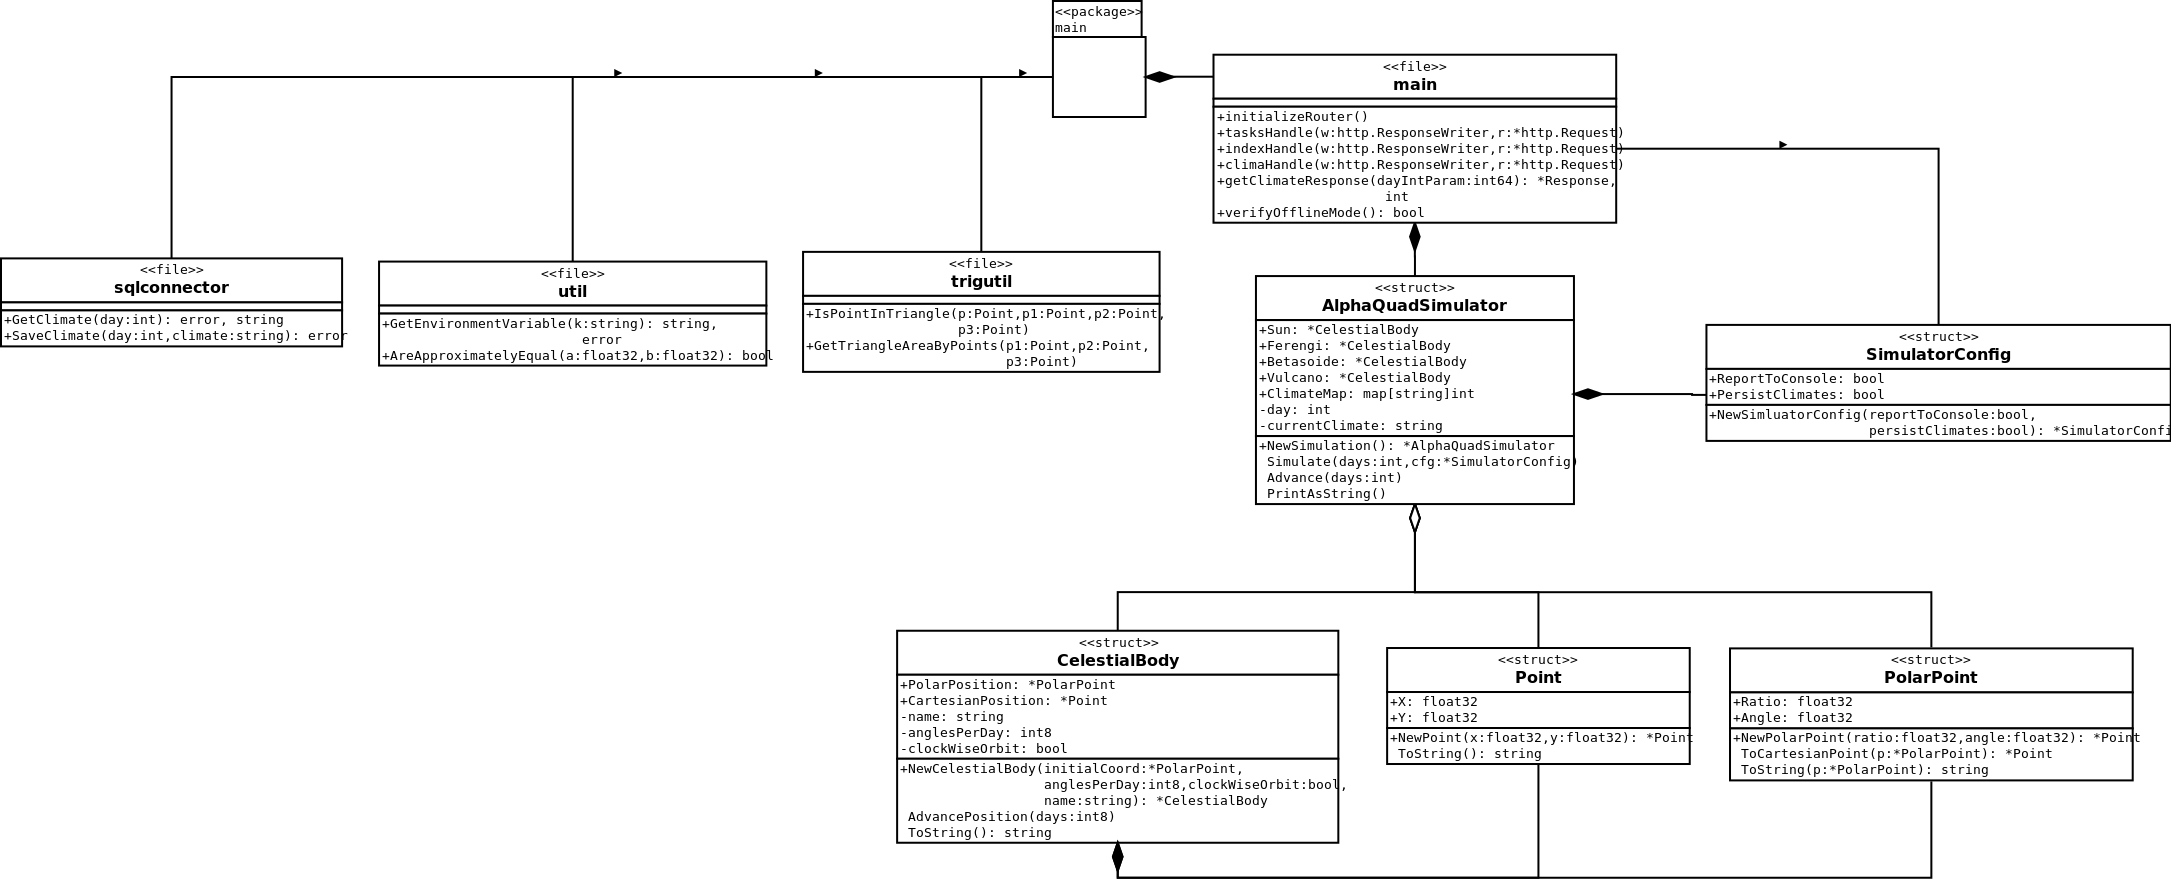 <<package>>
main
<<file>>
main
+initializeRouter()
+tasksHandle(w:http.ResponseWriter,r:*http.Request)
+indexHandle(w:http.ResponseWriter,r:*http.Request)
+climaHandle(w:http.ResponseWriter,r:*http.Request)
+getClimateResponse(dayIntParam:int64): *Response,
int
+verifyOfflineMode(): bool
<<file>>
sqlconnector
+GetClimate(day:int): error, string
+SaveClimate(day:int,climate:string): error
<<file>>
util
+GetEnvironmentVariable(k:string): string,
error
+AreApproximatelyEqual(a:float32,b:float32): bool
<<file>>
trigutil
+IsPointInTriangle(p:Point,p1:Point,p2:Point,
p3:Point)
+GetTriangleAreaByPoints(p1:Point,p2:Point,
p3:Point)
<<struct>>
AlphaQuadSimulator
+Sun: *CelestialBody
+Ferengi: *CelestialBody
+Betasoide: *CelestialBody
+Vulcano: *CelestialBody
+ClimateMap: map[string]int
-day: int
-currentClimate: string
+NewSimulation(): *AlphaQuadSimulator
Simulate(days:int,cfg:*SimulatorConfig)
Advance(days:int)
PrintAsString()
<<struct>>
SimulatorConfig
+ReportToConsole: bool
+PersistClimates: bool
+NewSimluatorConfig(reportToConsole:bool,
persistClimates:bool): *SimulatorConfi
<<struct>>
CelestialBody
+PolarPosition: *PolarPoint
+CartesianPosition: *Point
-name: string
-anglesPerDay: int8
-clockWiseOrbit: bool
+NewCelestialBody(initialCoord:*PolarPoint,
anglesPerDay:int8,clockWiseOrbit:bool,
name:string): *CelestialBody
AdvancePosition(days:int8)
ToString(): string
<<struct>>
Point
+X: float32
+Y: float32
+NewPoint(x:float32,y:float32): *Point
ToString(): string
<<struct>>
PolarPoint
+Ratio: float32
+Angle: float32
+NewPolarPoint(ratio:float32,angle:float32): *Point
ToCartesianPoint(p:*PolarPoint): *Point
ToString(p:*PolarPoint): string